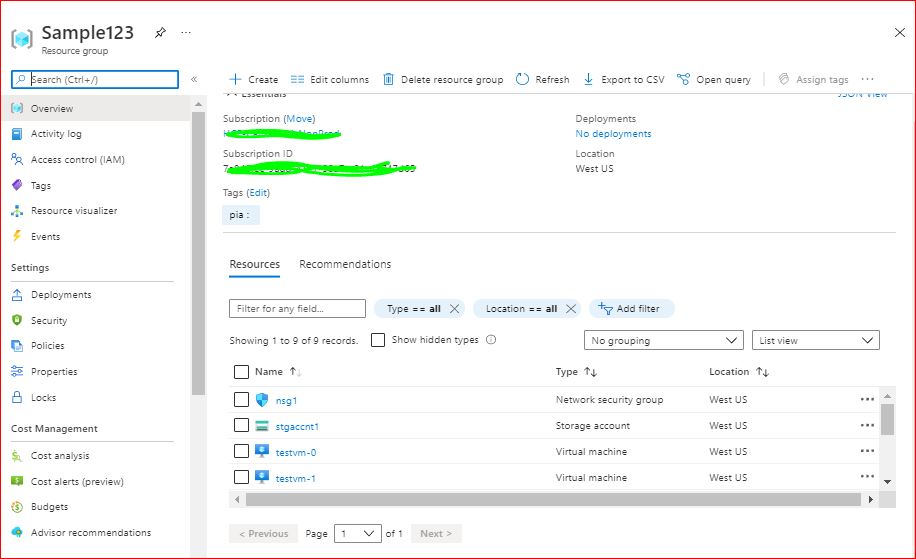 Sample123
Resource group
Search (Ctrl+/)
Overview
Activity log
Access control (IAM)
Tags
Resource visualizer
Events
Settings
Deployments
Security
Policies
Properties
Locks
Cost Management
Cost analysis
Cost alerts (preview)
Budgets
Advisor recommendations
Create Edit columns Delete resource group Refresh Export to CSV Open query Assign tags
Essentials JSON View
Subscription (Move)
Subscription ID
Tags (Edit)
pia :
Deployments
No deployments
Location
West US
Resources Recommendations
Filter for any field... Type == all Location == all Add filter
Showing 1 to 9 of 9 records. Show hidden types No grouping List view
Name Type Location
nsg1 Network security group West US
stgaccnt1 Storage account West US
testvm-0 Virtual machine West US
testvm-1 Virtual machine West US
< Previous Page 1 of 1 Next >